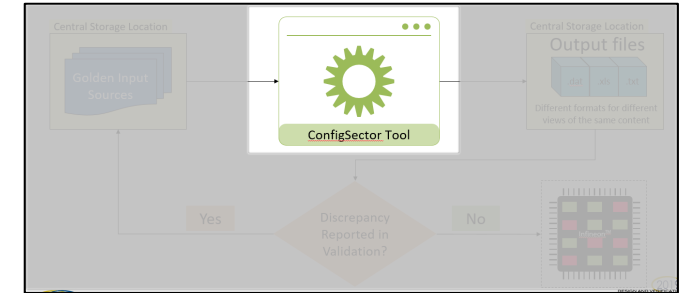 Central Storage Location
Golden Input
Sources
ConfigSector Tool
Central Storage Location
Output files
.txt
Different formats for different
views of the same content
Yes
Discrepancy
Reported in
Validation?
No